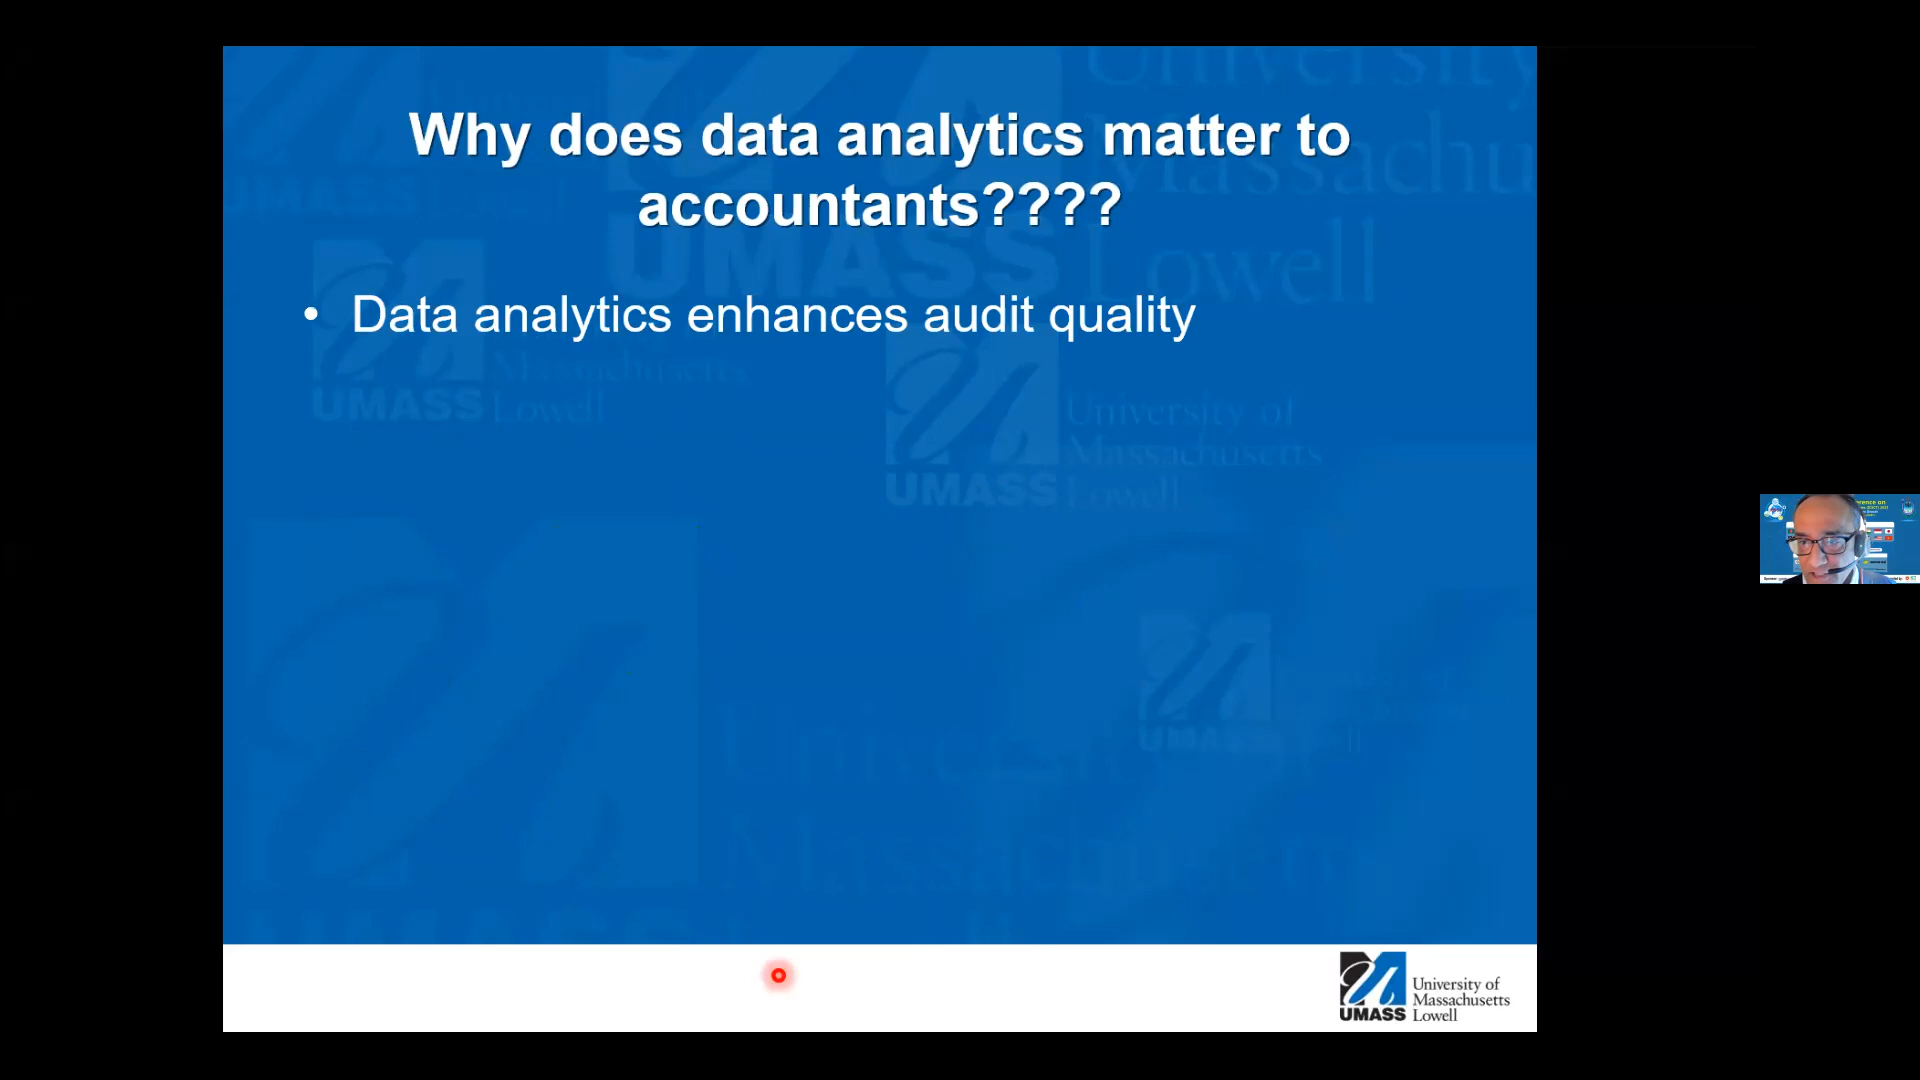 Why does data analytics matter to
accountants????
• Data analytics enhances audit quality
University of
Massachusetts
Lowell
UMASS